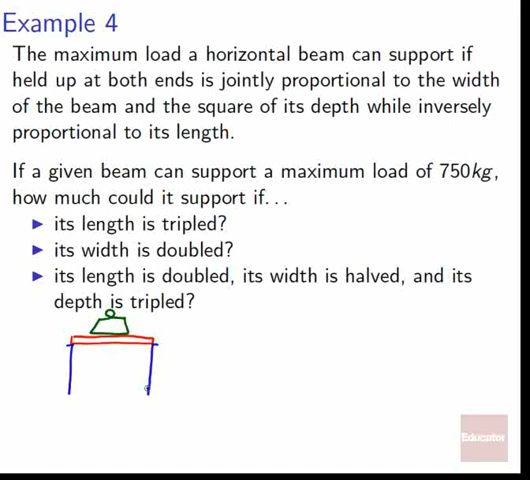 Example 4
The maximum load a horizontal beam can support if
held up at both ends is jointly proportional to the width
of the beam and the square of its depth while inversely
proportional to its length.
If a given beam can support a maximum load of 750kg,
how much could it support if...
▶ its length is tripled?
▶ its width is doubled?
▶ its length is doubled, its width is halved, and its
depth is tripled?
Educator